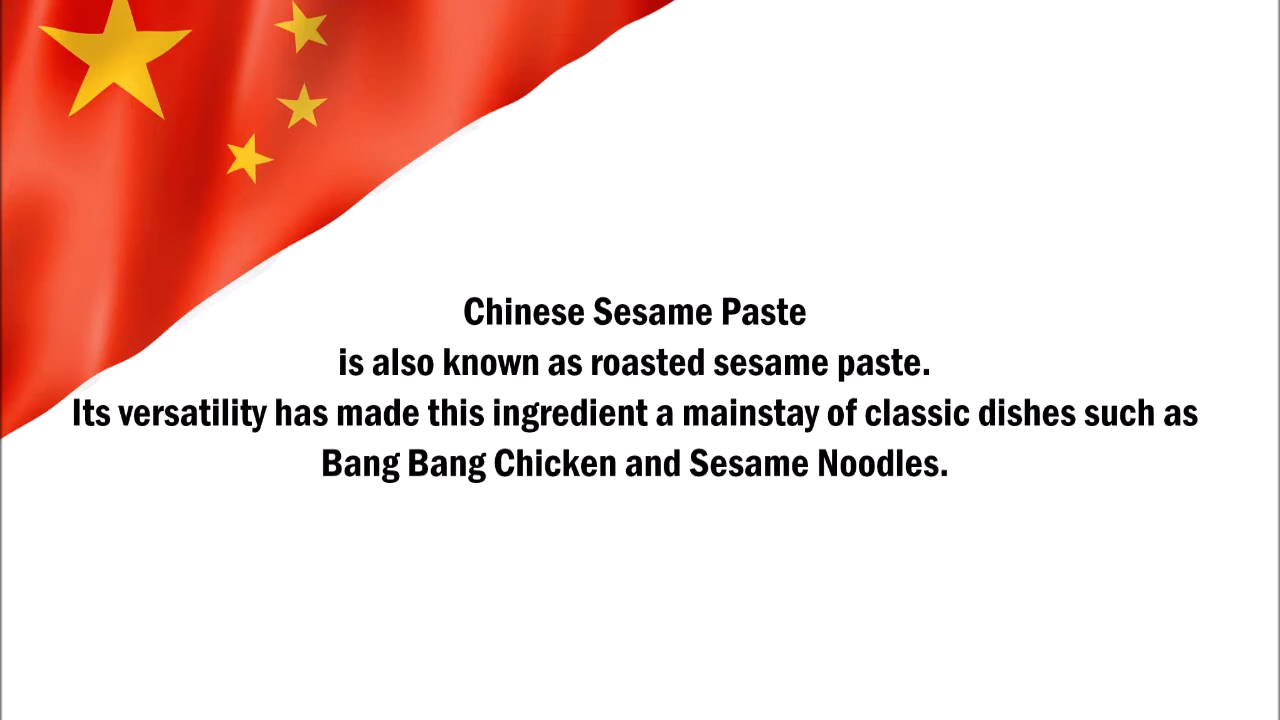 Chinese Sesame Paste
is also known as roasted sesame paste.
Its versatility has made this ingredient a mainstay of classic dishes such as
Bang Bang Chicken and Sesame Noodles.